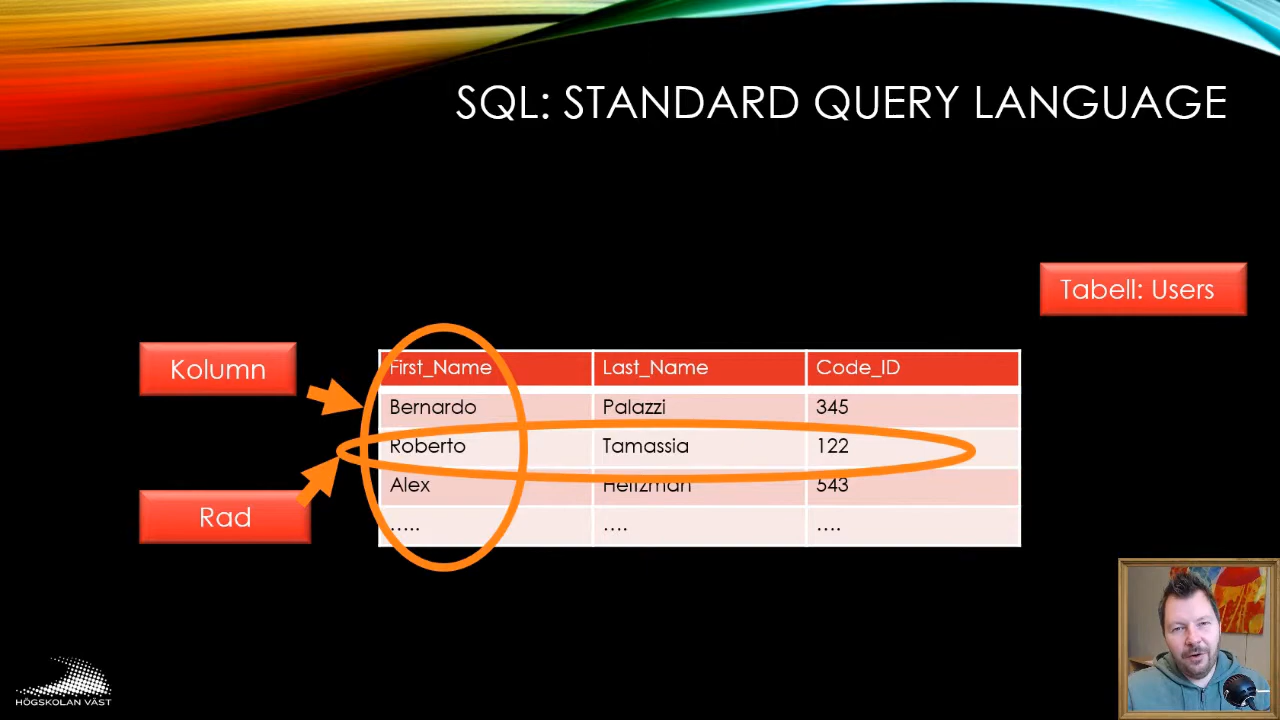 SQL: STANDARD QUERY LANGUAGE
Tabell: Users
Kolumn
Rad
First_Name Last_Name Code_ID
Bernardo Palazzi 345
Roberto Tamassia 122
Alex Heitzman 543
….. …. ….
HÖGSKOLAN VÄST